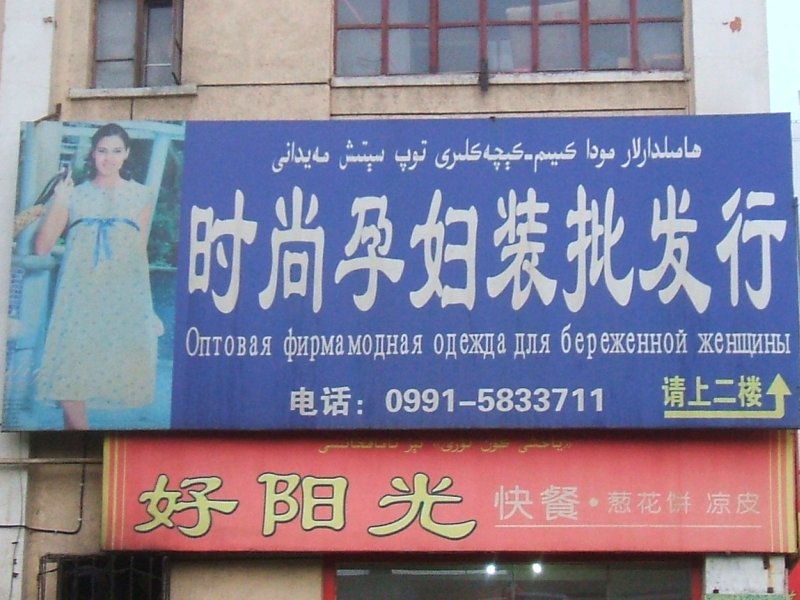 ھامىلدارلار مودا كىيىم-كېچەكلىرى توپ سېتىش مەيدانى
时尚孕妇装批发行
Оптовая фирмамодная одежда для береженной женщины
电话：0991-5833711
请上二楼
好阳光
快餐·葱花饼 凉皮